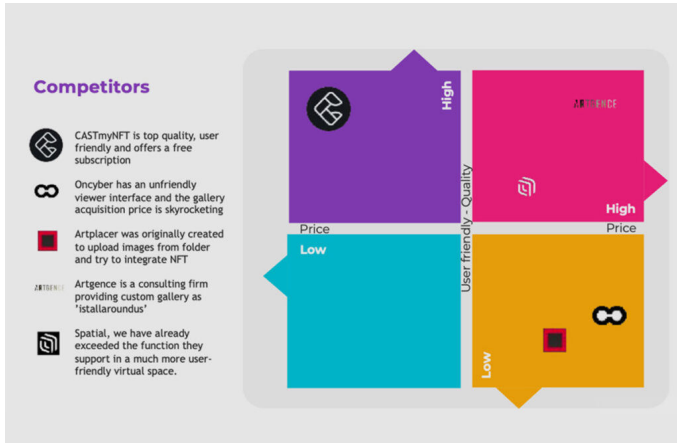 Competitors
CASTmyNFT is top quality, user
friendly and offers a free
subscription
Oncyber has an unfriendly
viewer interface and the gallery
acquisition price is skyrocketing
Artplacer was originally created
to upload images from folder
and try to integrate NFT
ARTGENCE
Artgence is a consulting firm
providing custom gallery as
‘istallaroundus’
Spatial, we have already
exceeded the function they
support in a much more user-
friendly virtual space.
High
ARTGENCE
High
Price
Price
Low
User friendly - Quality
Low